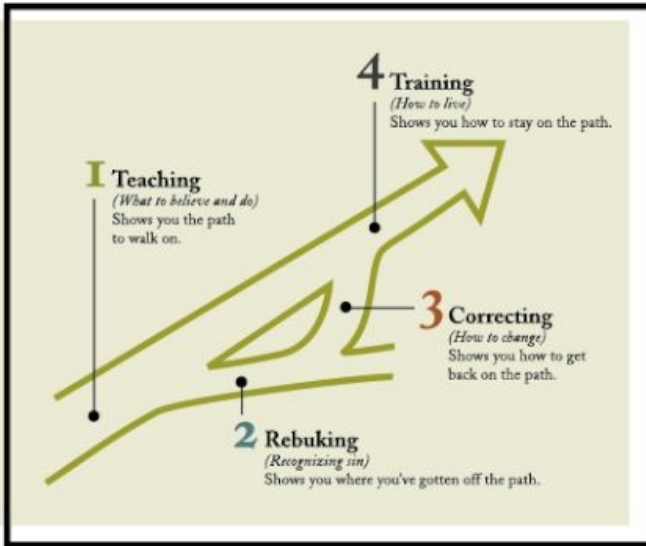 4 Training
(How to live)
Shows you how to stay on the path.
1 Teaching
(What to believe and do)
Shows you the path
to walk on.
3 Correcting
(How to change)
Shows you how to get
back on the path.
2 Rebuking
(Recognizing sin)
Shows you where you've gotten off the path.